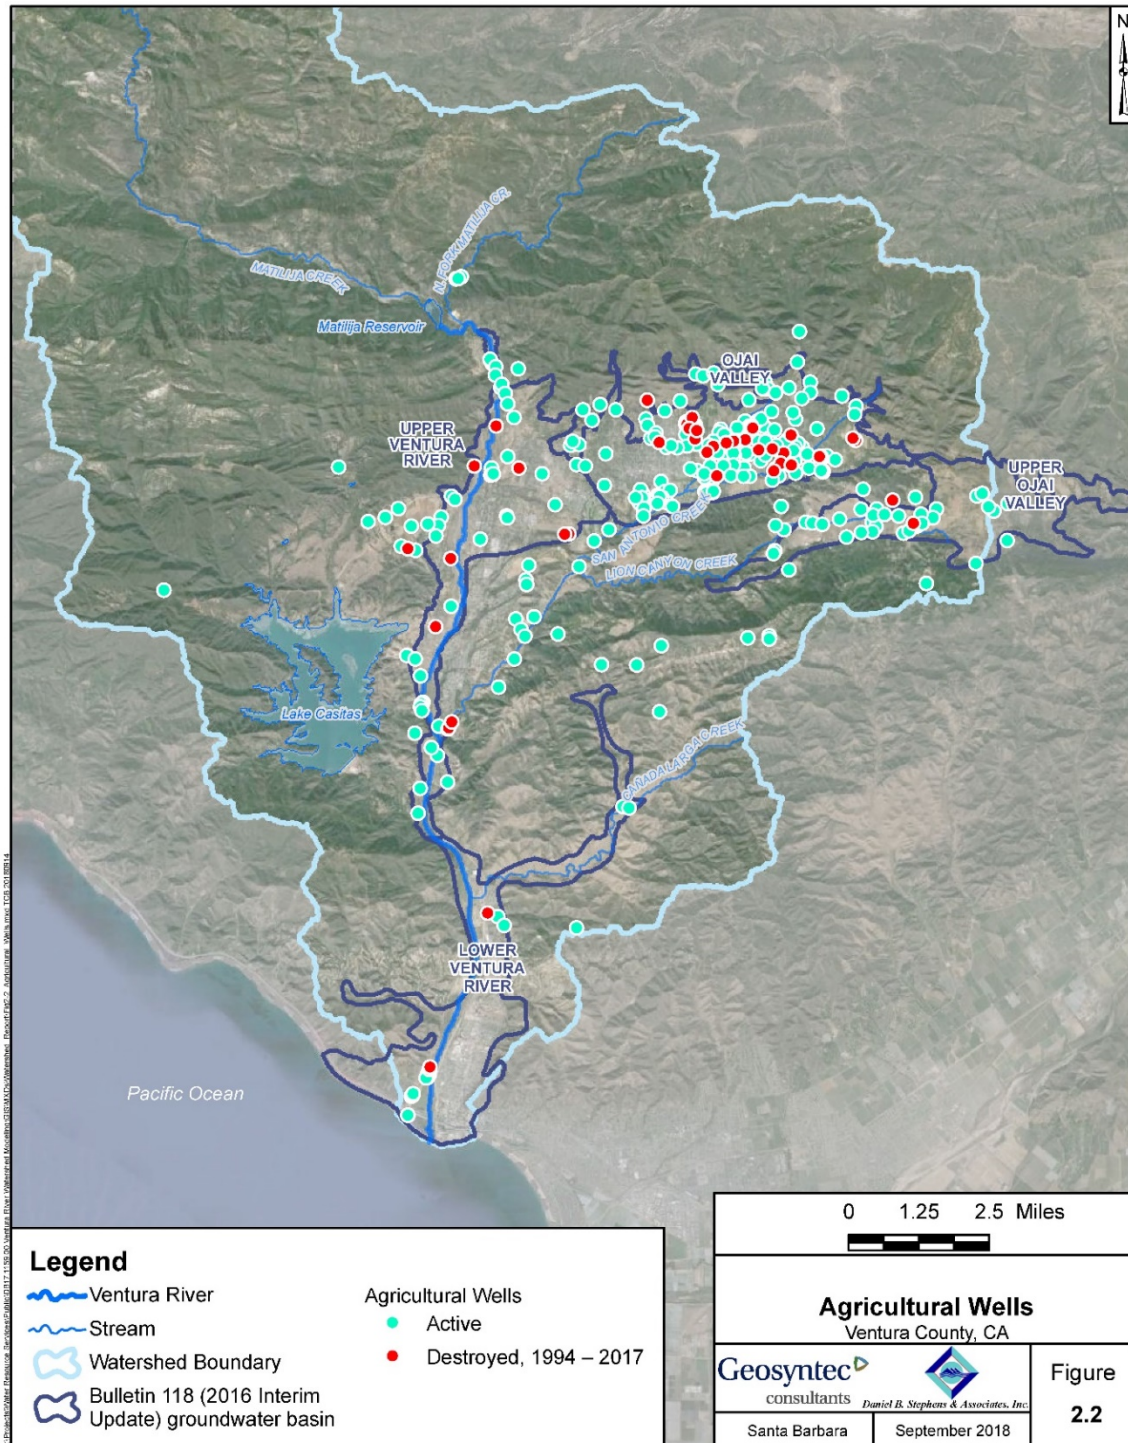 N
N. FORK MATILIJA CR.
MATILIJA CREEK
Matilija Reservoir
OJAI
VALLEY
UPPER
VENTURA
RIVER
UPPER
OJAI
VALLEY
SAN ANTONIO CREEK
LION CANYON CREEK
Lake Casitas
CAÑADA LARGA CREEK
LOWER
VENTURA
RIVER
Pacific Ocean
0 1.25 2.5 Miles
Legend
Ventura River
Stream
Watershed Boundary
Bulletin 118 (2016 Interim
Update) groundwater basin
Agricultural Wells
Active
Destroyed, 1994 – 2017
Agricultural Wells
Ventura County, CA
Geosyntec
consultants
Daniel B. Stephens & Associates, Inc.
Santa Barbara
September 2018
Figure
2.2